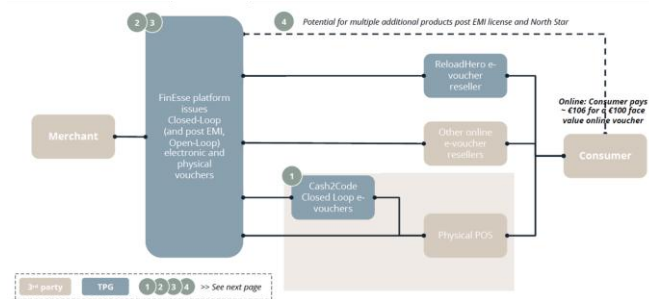 2 3
4 Potential for multiple additional products post EMI license and North Star
ReloadHero e-
voucher
reseller
Online: Consumer pays
~ €106 for a €100 face
value online voucher
FinEsse platform
issues
Closed-Loop
(and post EMI,
Open-Loop)
electronic and
physical
vouchers
Merchant
Other online
e-voucher
resellers
Consumer
1
Cash2Code
Closed Loop e-
vouchers
Physical POS
3rd party TPG 1 2 3 4 >> See next page